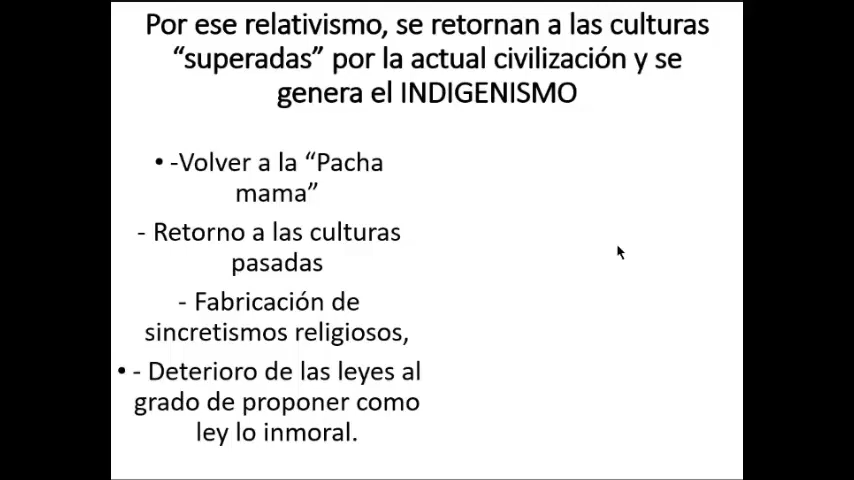 Por ese relativismo, se retornan a las culturas
“superadas” por la actual civilización y se
genera el INDIGENISMO
• -Volver a la “Pacha
mama”
- Retorno a las culturas
pasadas
- Fabricación de
sincretismos religiosos,
• - Deterioro de las leyes al
grado de proponer como
ley lo inmoral.